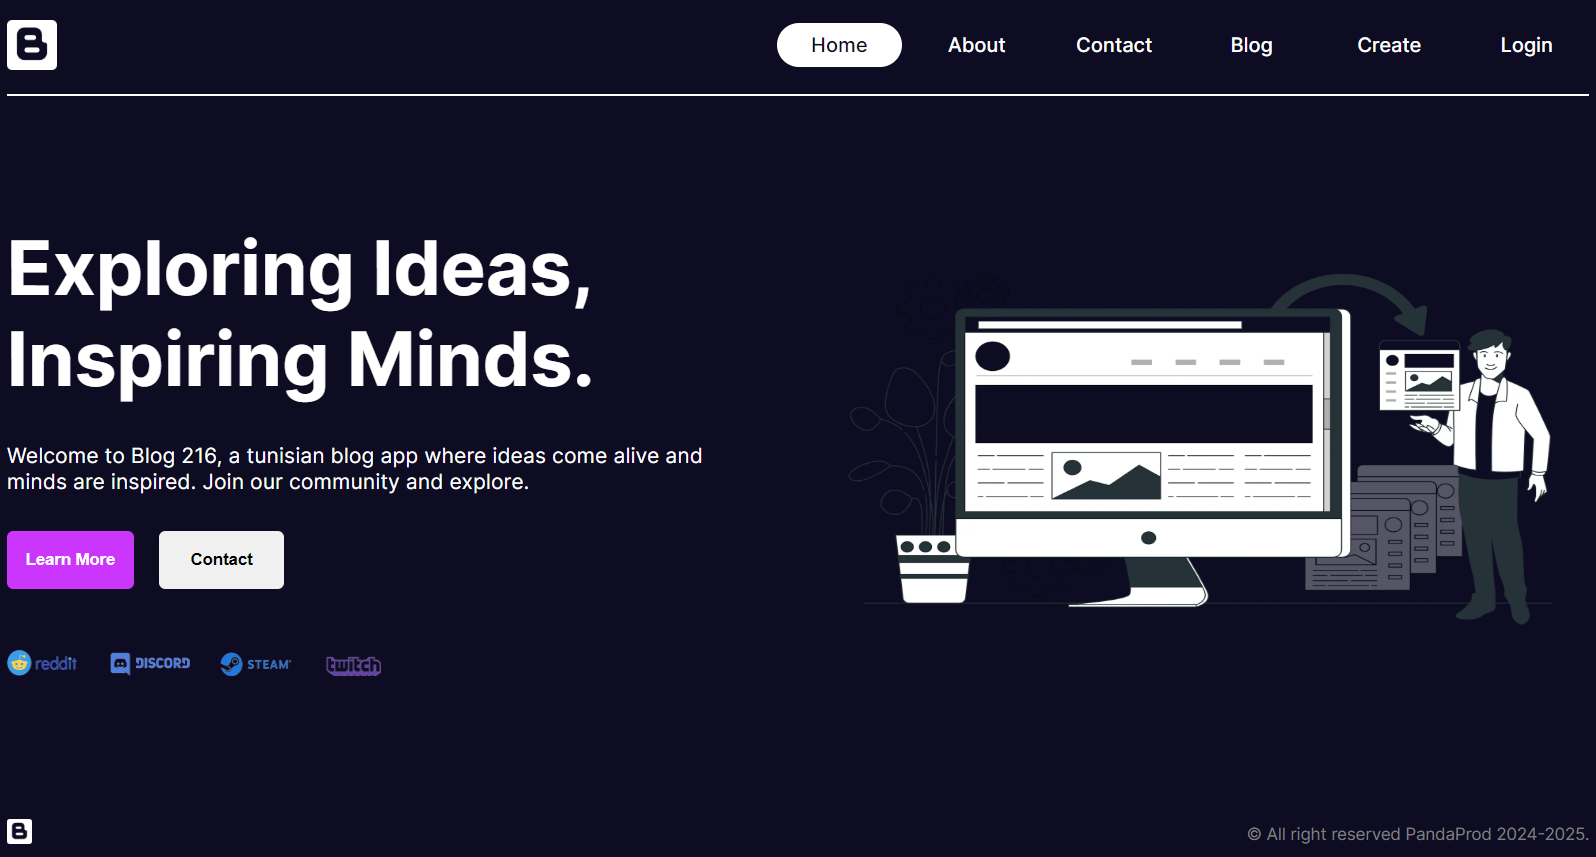 B
Home About Contact Blog Create Login
Exploring Ideas,
Inspiring Minds.
Welcome to Blog 216, a tunisian blog app where ideas come alive and
minds are inspired. Join our community and explore.
Learn More Contact
reddit DISCORD STEAM twitch
B
© All right reserved PandaProd 2024-2025.